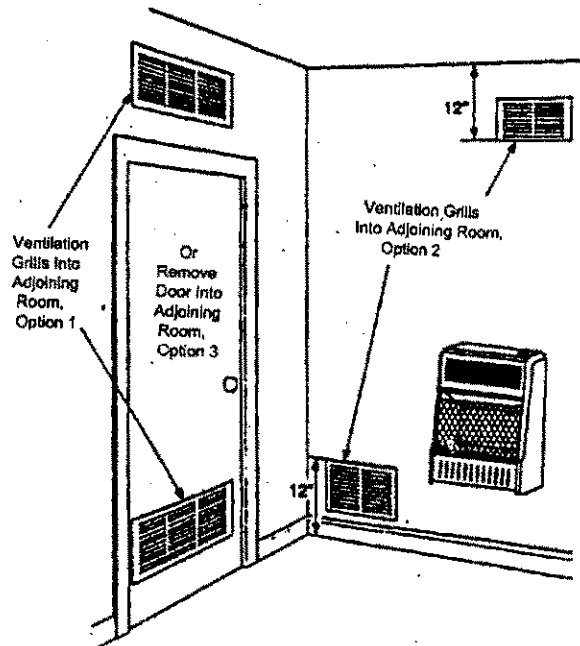 12"
Ventilation Grills
Into Adjoining Room,
Option 2
Ventilation
Grills Into
Adjoining
Room,
Option 1
Or
Remove
Door Into
Adjoining
Room,
Option 3
12"